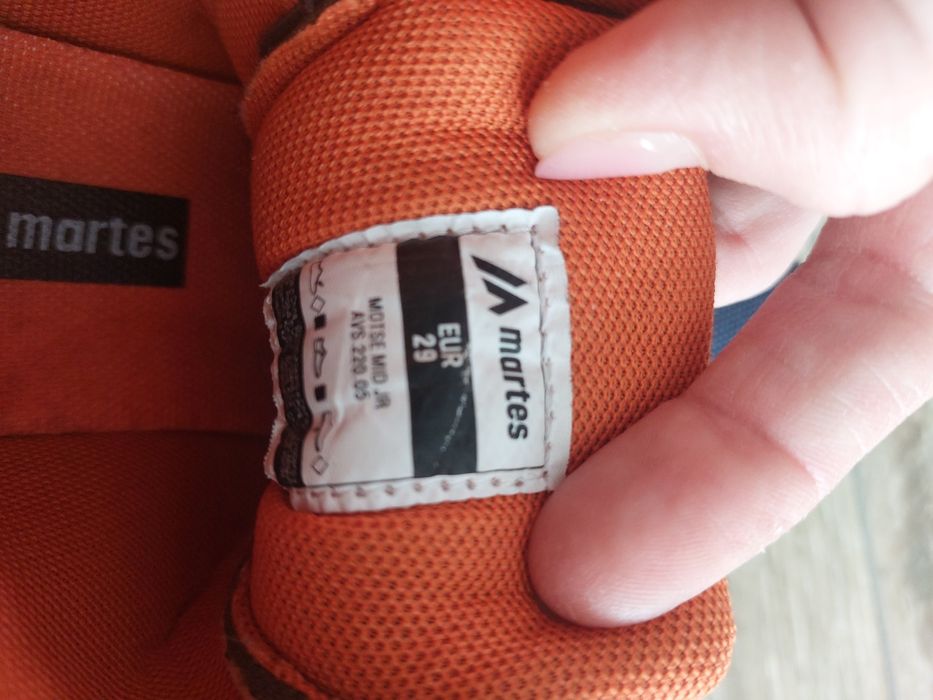 martes
martes
EUR
29
MOTSE MID JR
AVS 220.05